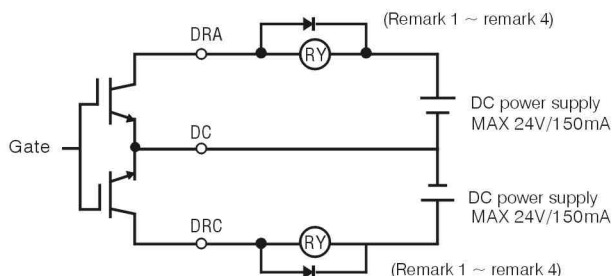 DRA
(Remark 1 ~ remark 4)
RY
DC power supply
MAX 24V/150mA
Gate
DC
DC power supply
MAX 24V/150mA
DRC
RY
(Remark 1 ~ remark 4)